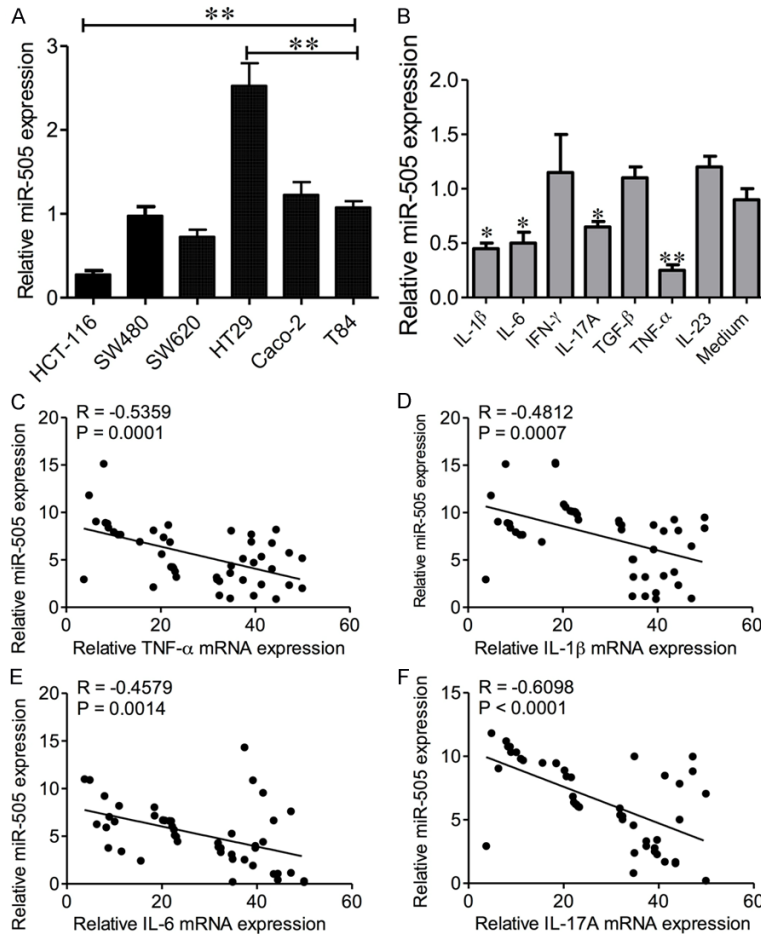 A
**
**
Relative miR-505 expression
3
2
1
0
HCT-116
SW480
SW620
HT29
Caco-2
T84
B
Relative miR-505 expression
2.0
1.5
1.0
0.5
0.0
*
*
*
**
IL-1β
IL-6
IFN-γ
IL-17A
TGF-β
TNF-α
IL-23
Medium
C
R = -0.5359
P = 0.0001
Relative miR-505 expression
20
15
10
5
0
0
20
40
60
Relative TNF-α mRNA expression
D
R = -0.4812
P = 0.0007
Relative miR-505 expression
20
15
10
5
0
0
20
40
60
Relative IL-1β mRNA expression
E
R = -0.4579
P = 0.0014
Relative miR-505 expression
20
15
10
5
0
0
20
40
60
Relative IL-6 mRNA expression
F
R = -0.6098
P < 0.0001
Relative miR-505 expression
15
10
5
0
0
20
40
60
Relative IL-17A mRNA expression